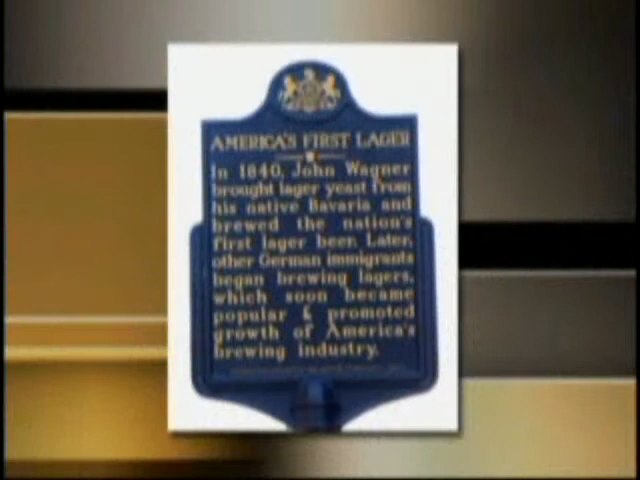 AMERICA'S FIRST LAGER
In 1840, John Wagner
brought lager yeast from
his native Bavaria and
brewed the nation's
first lager beer. Later,
other German immigrants
began brewing lagers,
which soon became
popular & promoted
growth of America's
brewing industry.